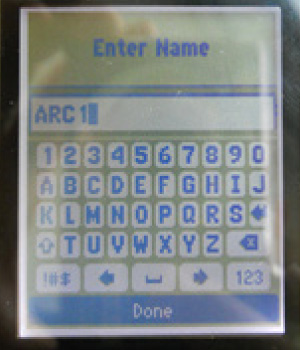 Enter Name
ARC 1
1 2 3 4 5 6 7 8 9 0
A B C D E F G H I J
K L M N O P Q R S
T U V W X Y Z
!#$ 123
Done